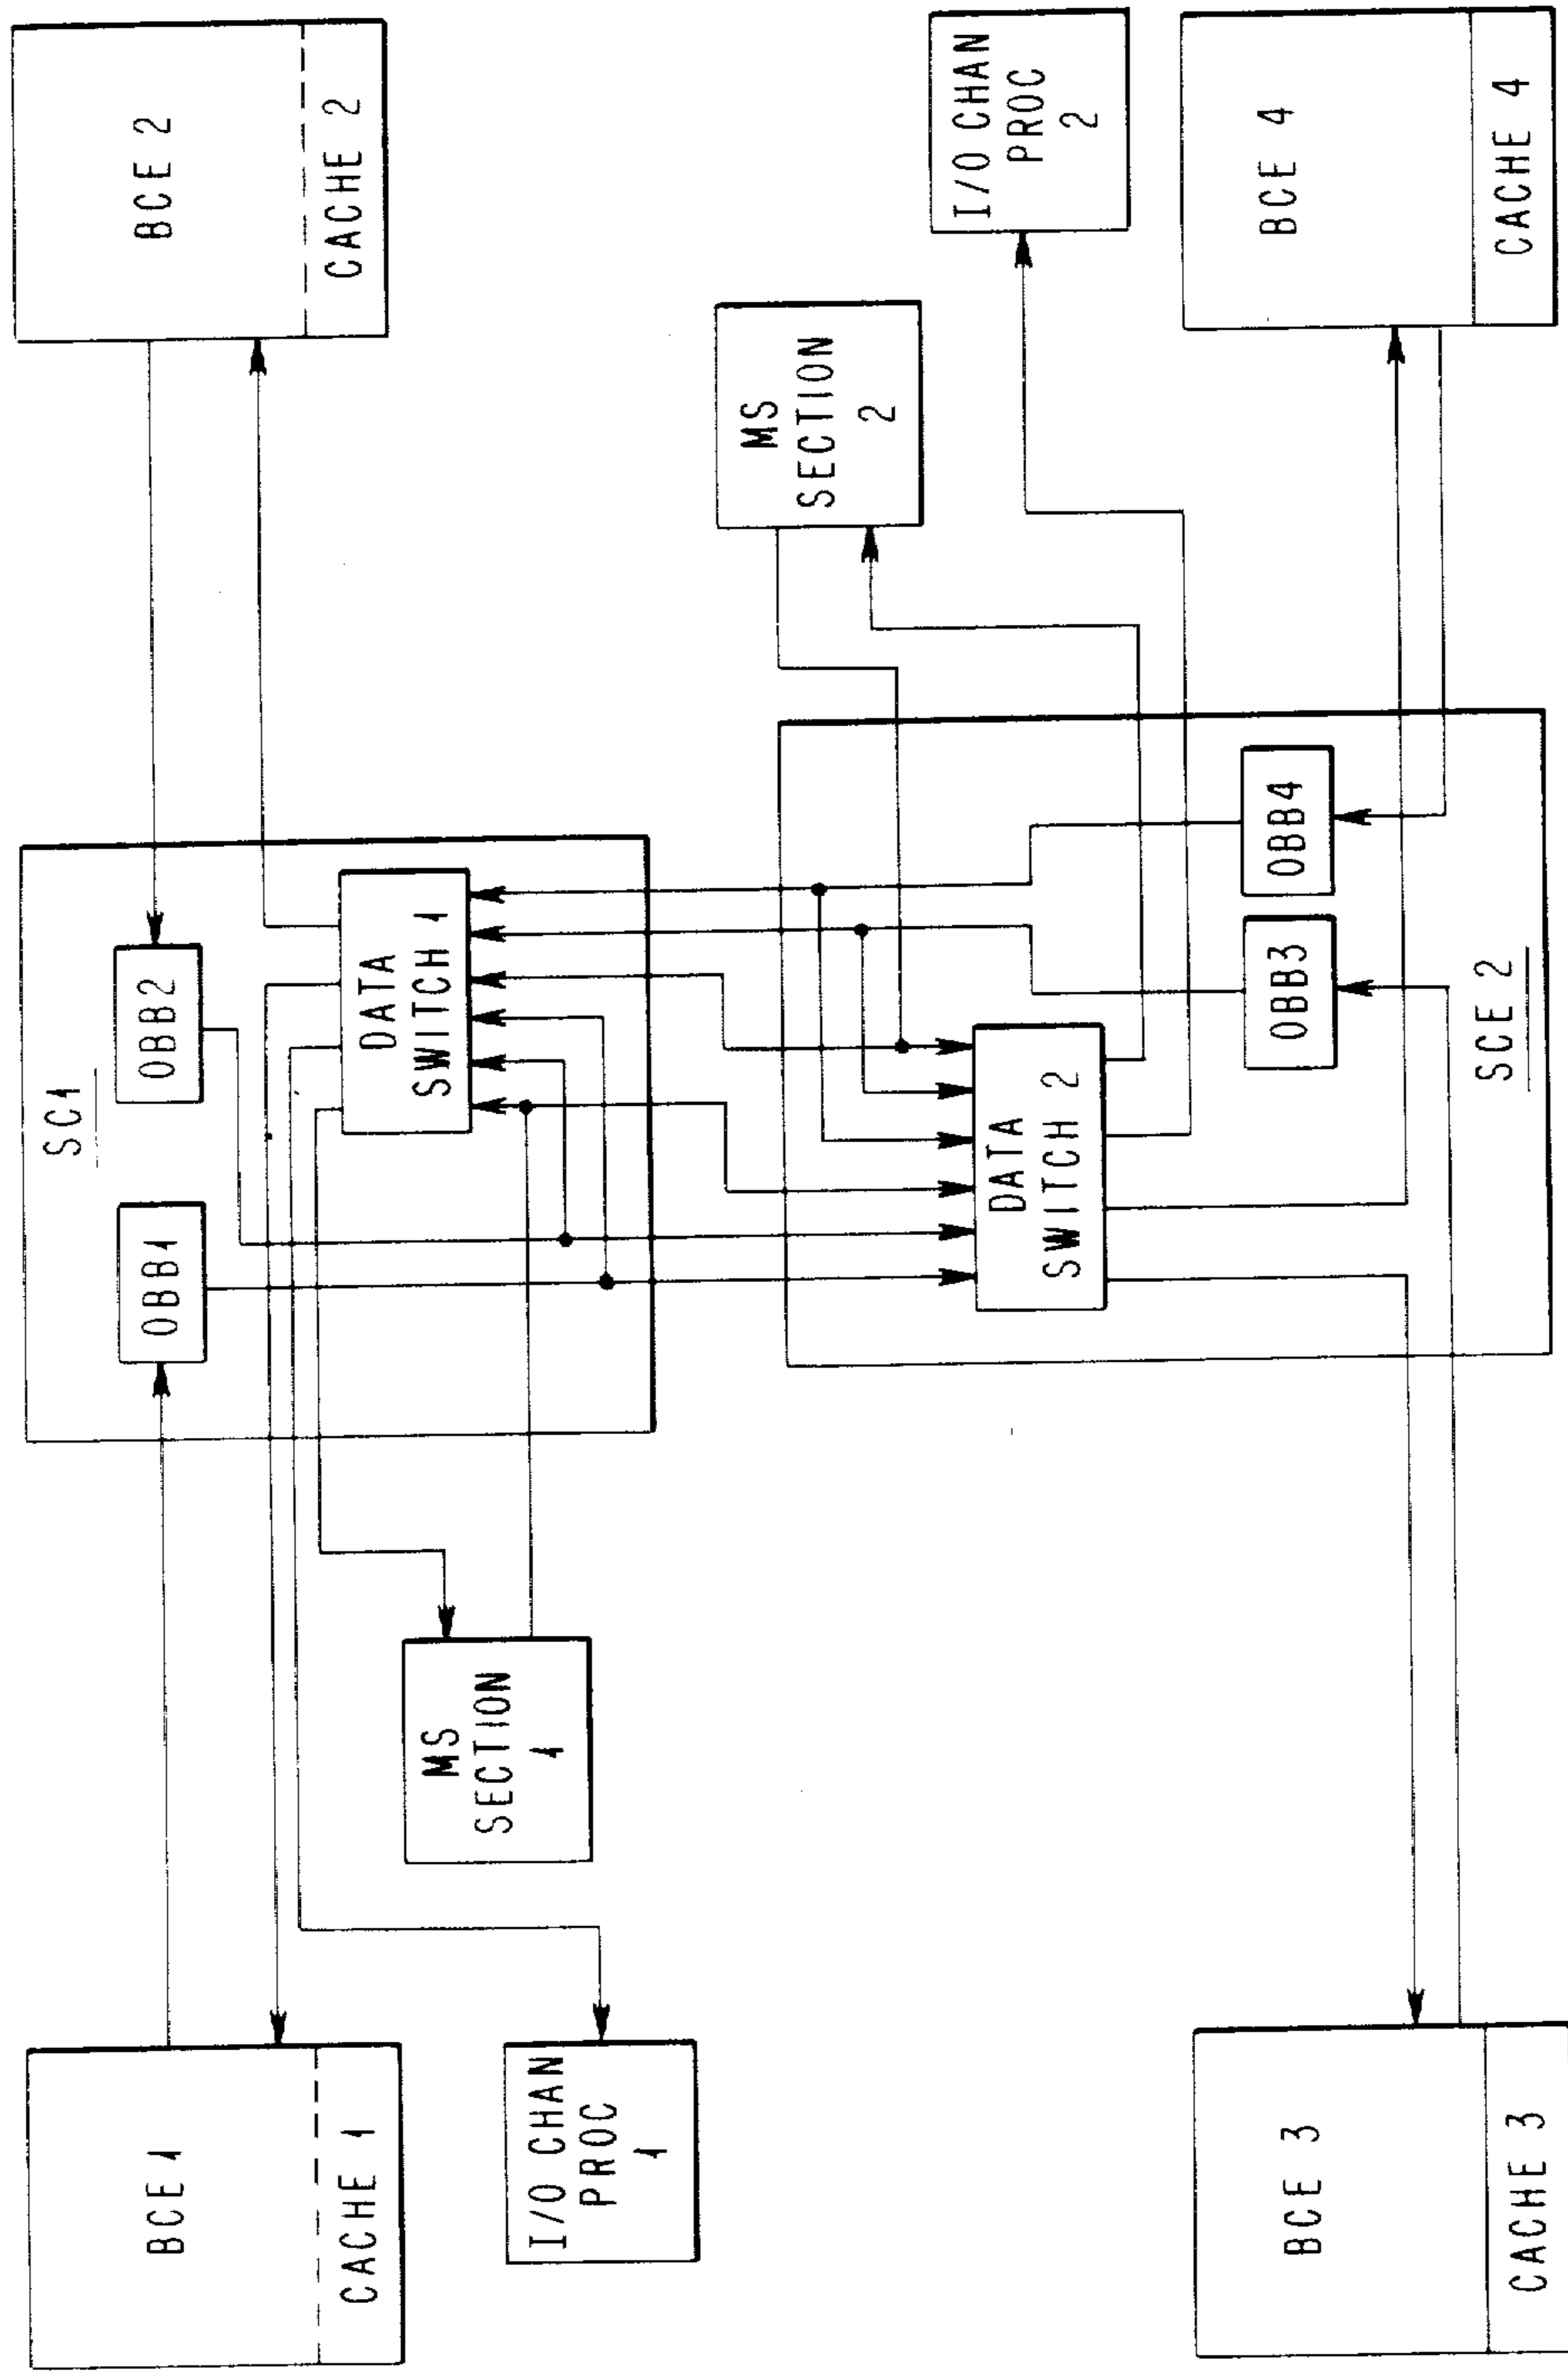 BCE 1
CACHE 1
I/O CHAN
PROC
1
MS
SECTION
1
SC1
OBB1
OBB2
DATA
SWITCH 1
BCE 2
CACHE 2
MS
SECTION
2
I/O CHAN
PROC
2
DATA
SWITCH 2
OBB3
OBB4
SCE 2
BCE 3
CACHE 3
BCE 4
CACHE 4